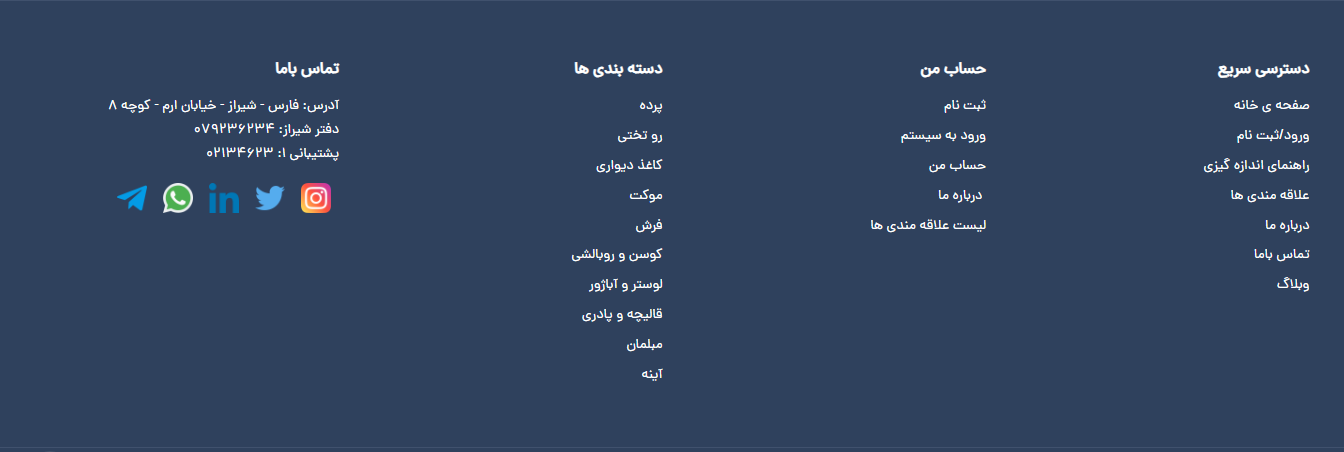 دسترسی سریع
صفحه ی خانه
ورود/ثبت نام
راهنمای اندازه گیزی
علاقه مندی ها
درباره ما
تماس باما
وبلاگ
حساب من
ثبت نام
ورود به سیستم
حساب من
درباره ما
لیست علاقه مندی ها
دسته بندی ها
پرده
رو تختی
کاغذ دیواری
موکت
فرش
کوسن و روبالشی
لوستر و آباژور
قالیچه و پادری
مبلمان
آینه
تماس باما
آدرس: فارس - شیراز - خیابان ارم - کوچه ۸
دفتر شیراز: ۰۷۹۲۳۶۲۳۴
پشتیبانی ۱: ۰۲۱۳۴۶۲۳